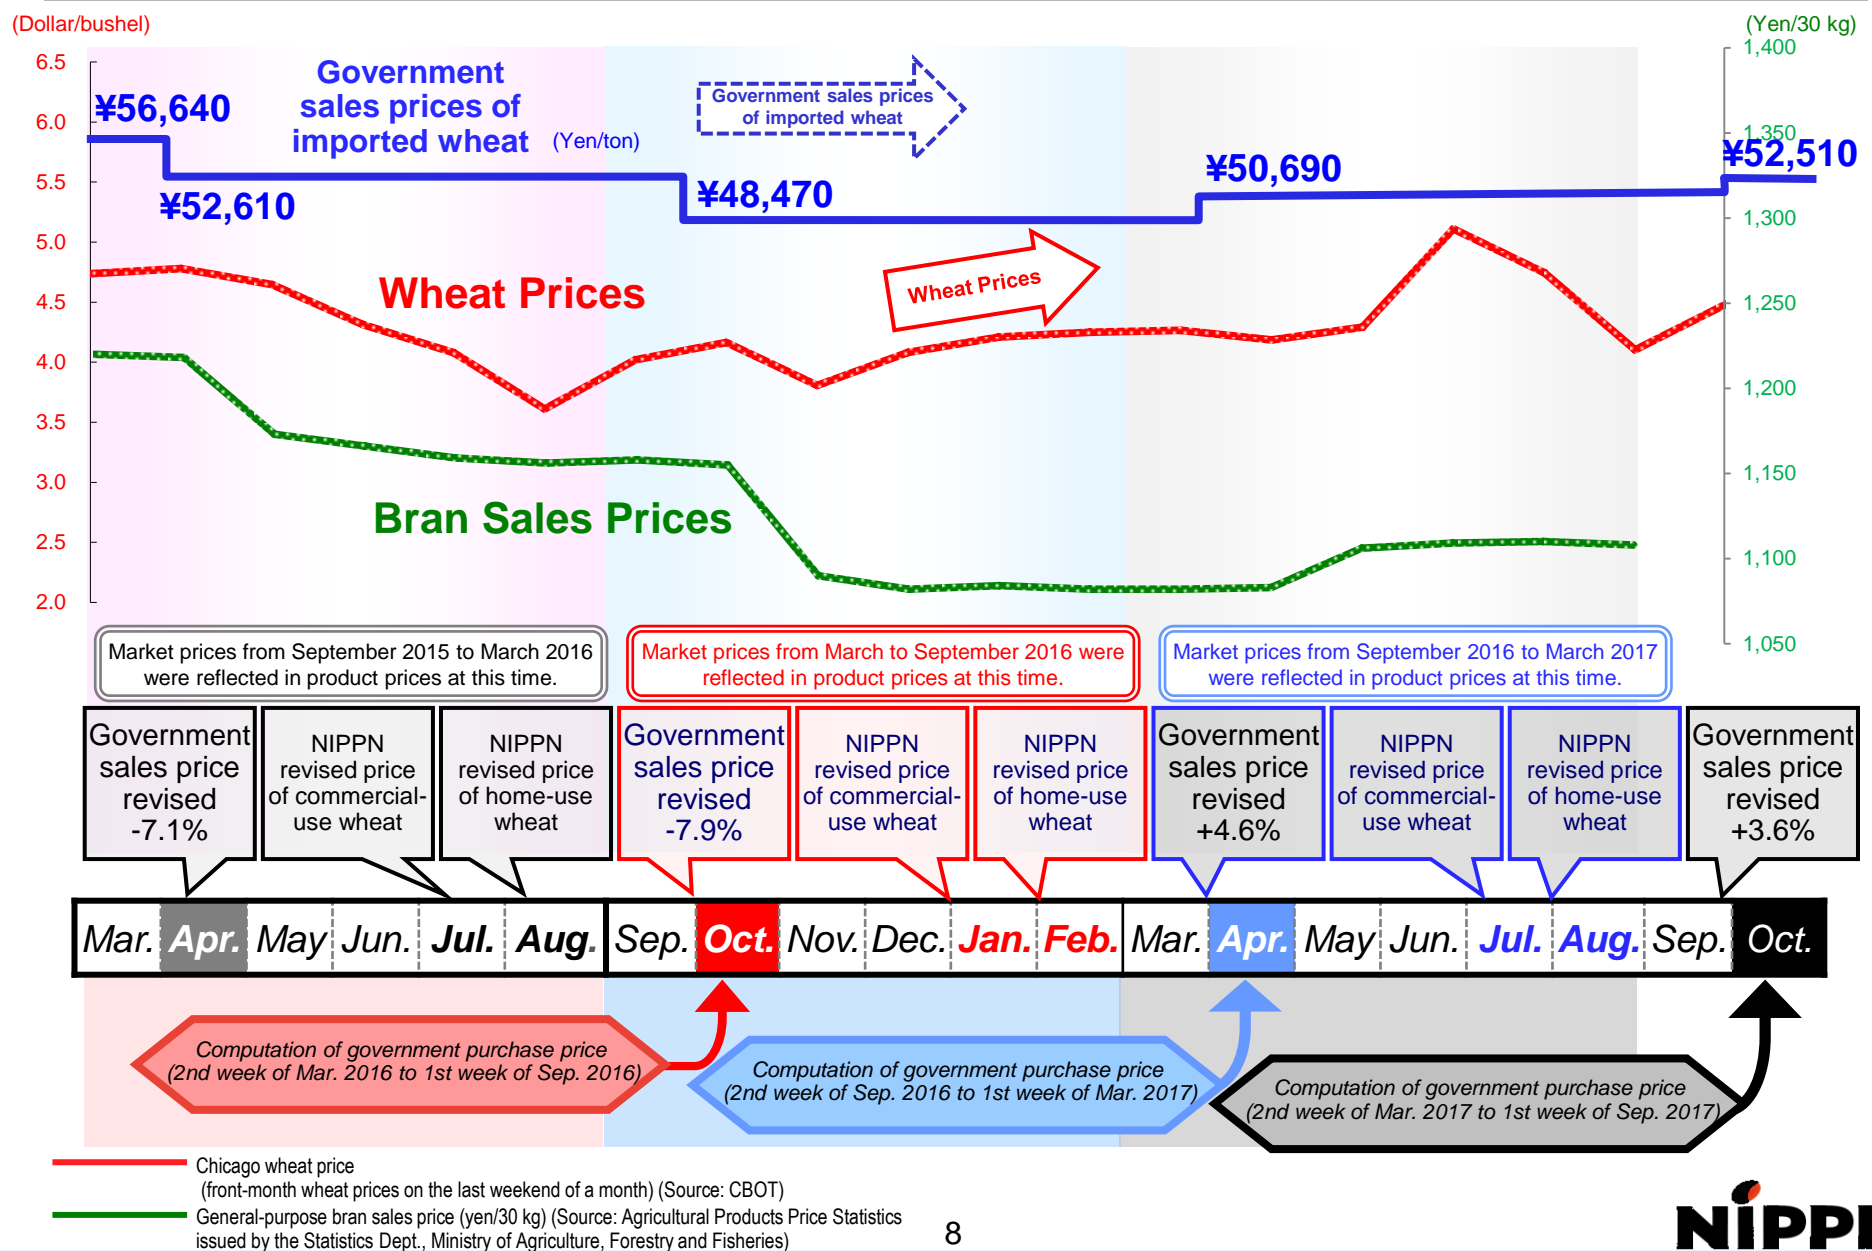 (Dollar/bushel)
(Yen/30 kg)
6.5
6.0
5.5
5.0
4.5
4.0
3.5
3.0
2.5
2.0
1,400
1,350
1,300
1,250
1,200
1,150
1,100
1,050
Government
sales prices of
imported wheat (Yen/ton)
Government sales prices
of imported wheat
¥56,640
¥52,610
¥48,470
¥50,690
¥52,510
Wheat Prices
Wheat Prices
Bran Sales Prices
Market prices from September 2015 to March 2016
were reflected in product prices at this time.
Market prices from March to September 2016 were
reflected in product prices at this time.
Market prices from September 2016 to March 2017
were reflected in product prices at this time.
Government
sales price
revised
-7.1%
NIPPN
revised price
of commercial-
use wheat
NIPPN
revised price
of home-use
wheat
Government
sales price
revised
-7.9%
NIPPN
revised price
of commercial-
use wheat
NIPPN
revised price
of home-use
wheat
Government
sales price
revised
+4.6%
NIPPN
revised price
of commercial-
use wheat
NIPPN
revised price
of home-use
wheat
Government
sales price
revised
+3.6%
Mar. Apr. May Jun. Jul. Aug. Sep. Oct. Nov. Dec. Jan. Feb. Mar. Apr. May Jun. Jul. Aug. Sep. Oct.
Computation of government purchase price
(2nd week of Mar. 2016 to 1st week of Sep. 2016)
Computation of government purchase price
(2nd week of Sep. 2016 to 1st week of Mar. 2017)
Computation of government purchase price
(2nd week of Mar. 2017 to 1st week of Sep. 2017)
Chicago wheat price
(front-month wheat prices on the last weekend of a month) (Source: CBOT)
General-purpose bran sales price (yen/30 kg) (Source: Agricultural Products Price Statistics
issued by the Statistics Dept., Ministry of Agriculture, Forestry and Fisheries)
8
NIPPN